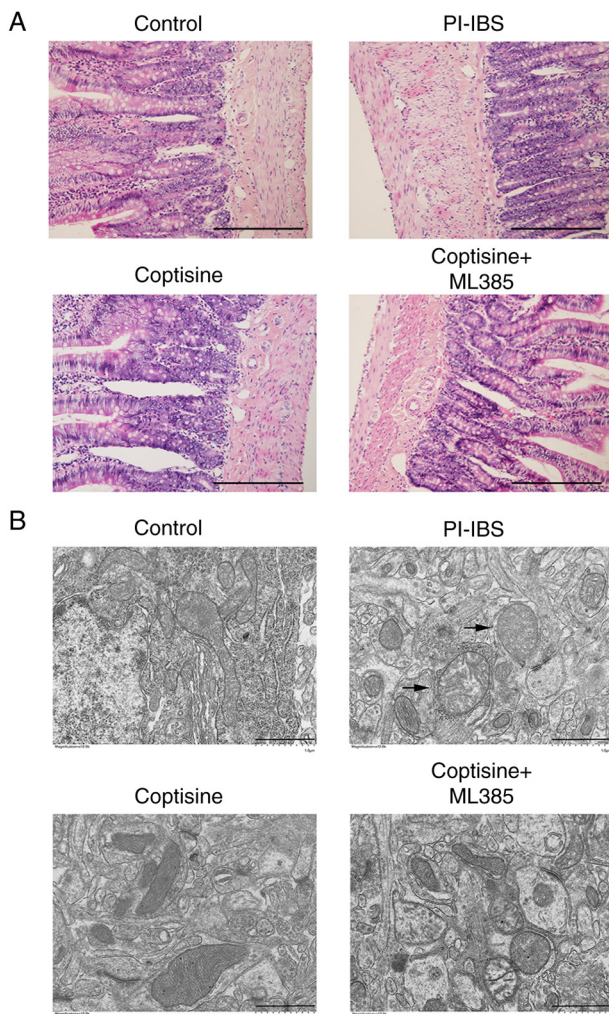 A
Control
PI-IBS
Coptisine
Coptisine+
ML385
B
Control
PI-IBS
Coptisine
Coptisine+
ML385